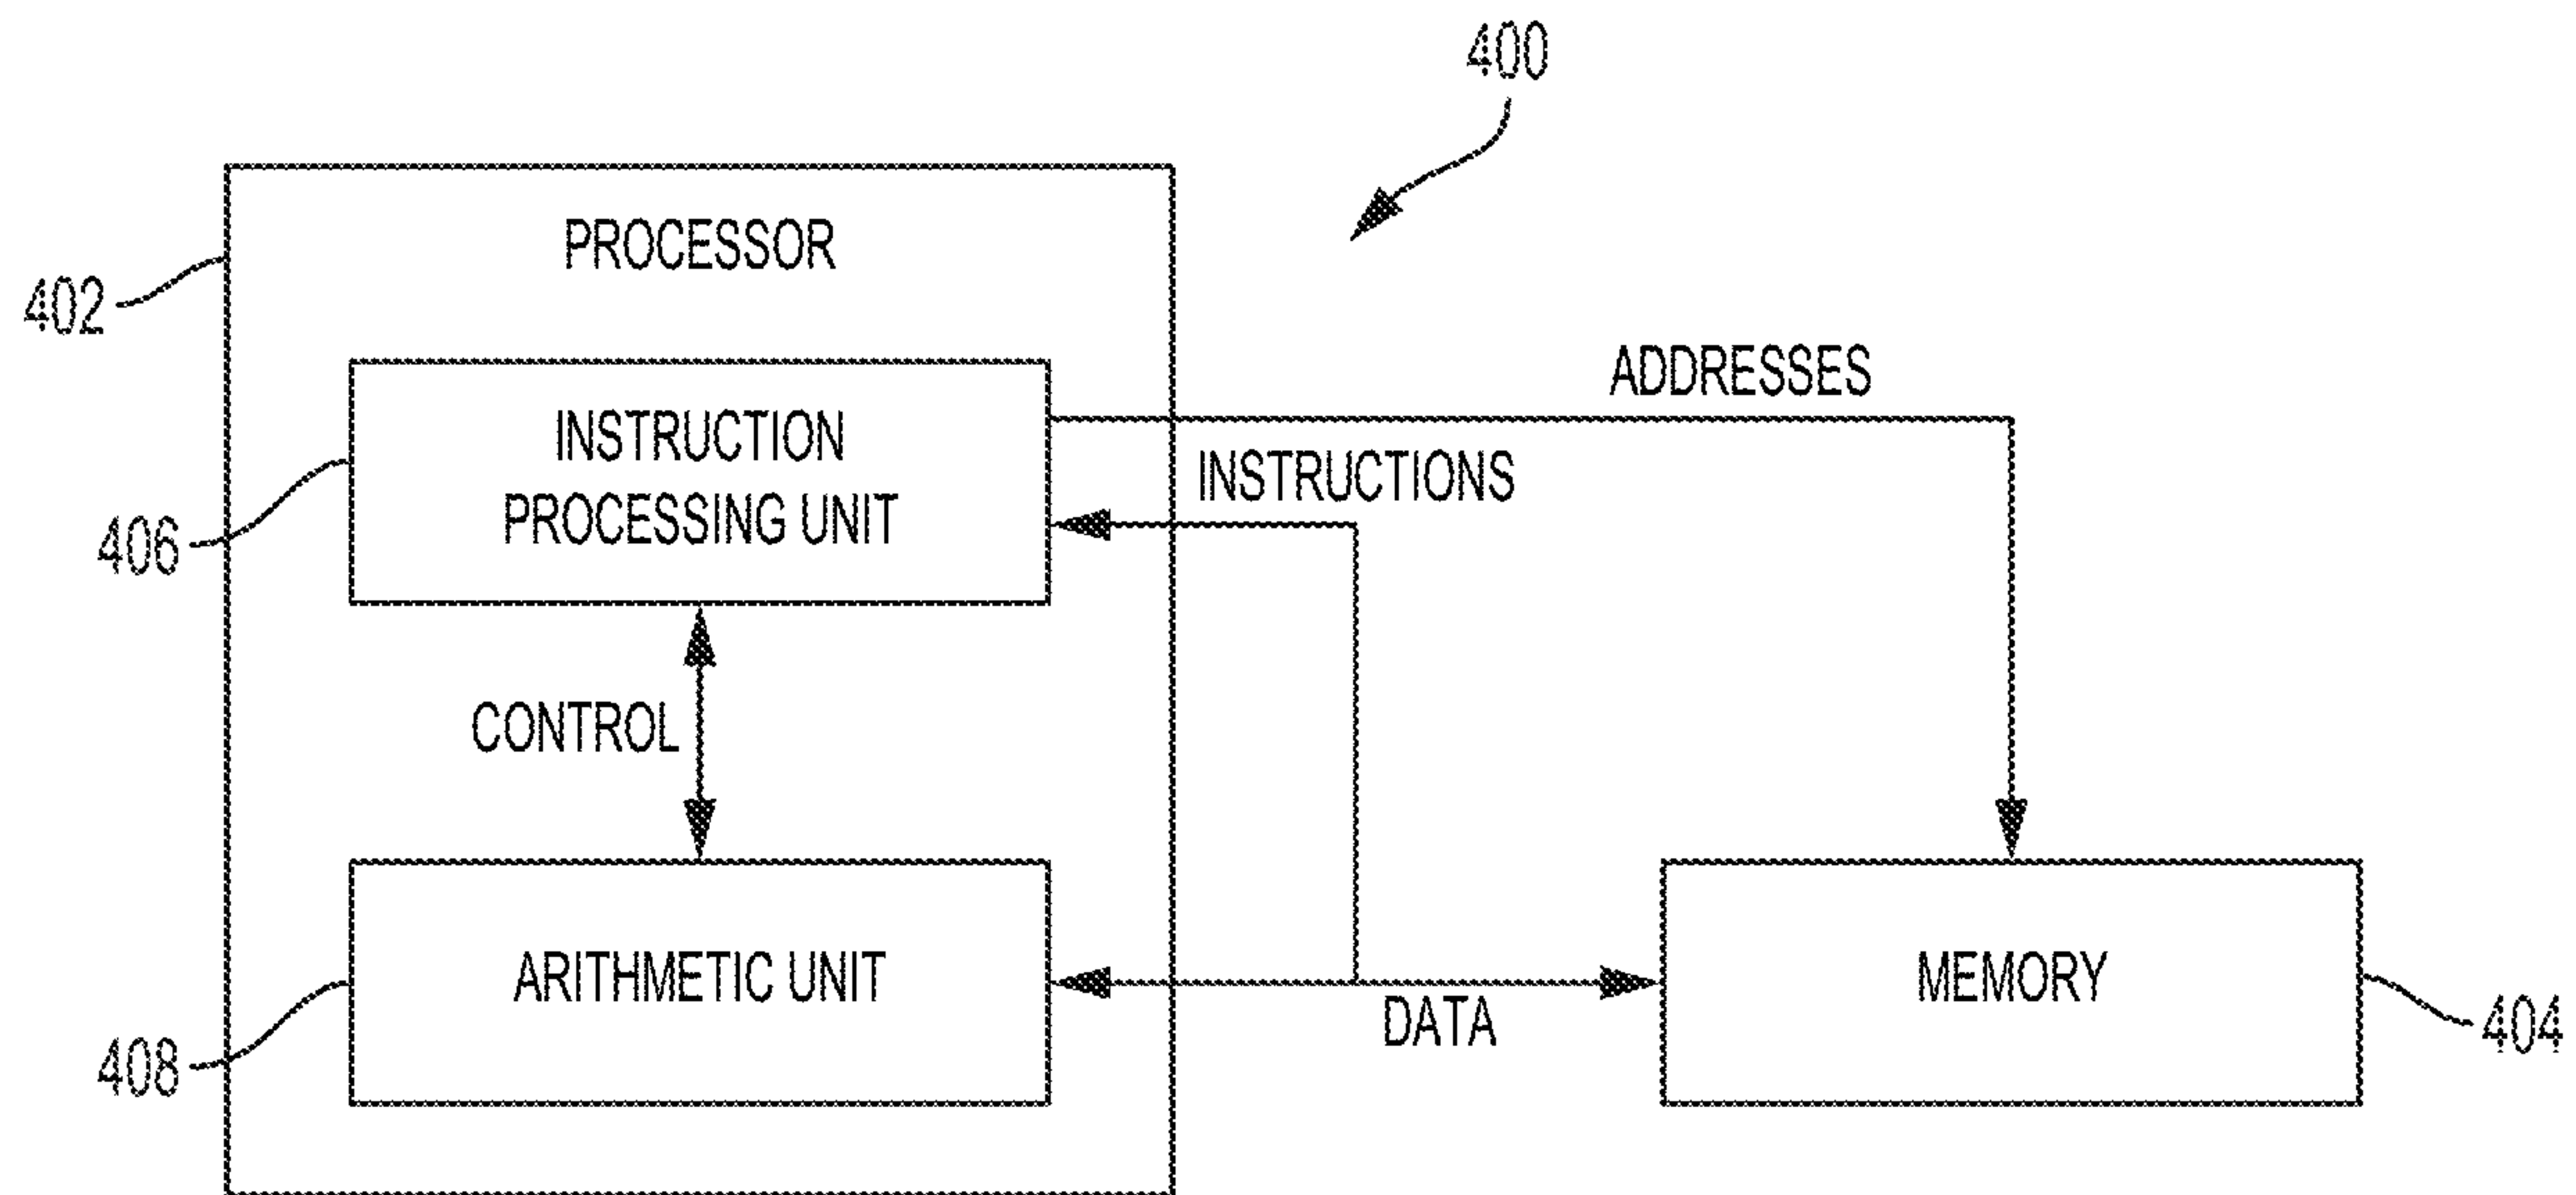 400
PROCESSOR
402
ADDRESSES
INSTRUCTION
PROCESSING UNIT
INSTRUCTIONS
406
CONTROL
ARITHMETIC UNIT
MEMORY
DATA
404
408